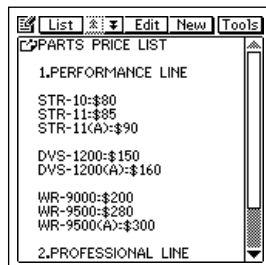 List Edit New Tools
PARTS PRICE LIST
1.PERFORMANCE LINE
STR-10:$80
STR-11:$85
STR-11(A):$90
DVS-1200:$150
DVS-1200(A):$160
WR-9000:$200
WR-9500:$280
WR-9500(A):$300
2.PROFESSIONAL LINE